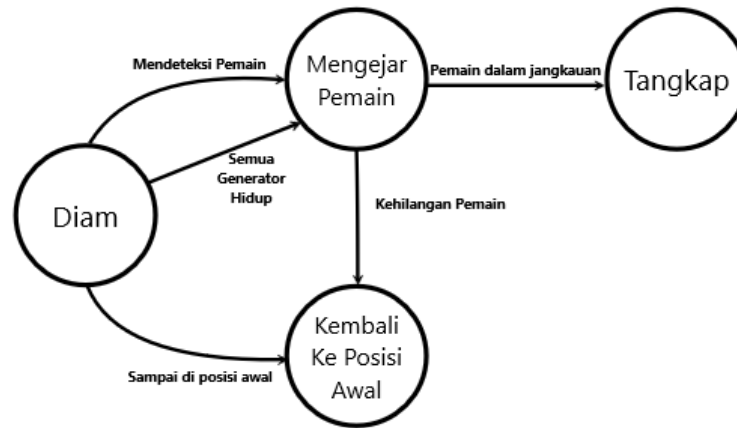 Mendeteksi Pemain
Mengejar
Pemain
Pemain dalam jangkauan
Tangkap
Semua
Generator
Hidup
Diam
Kehilangan Pemain
Kembali
Ke Posisi
Awal
Sampai di posisi awal